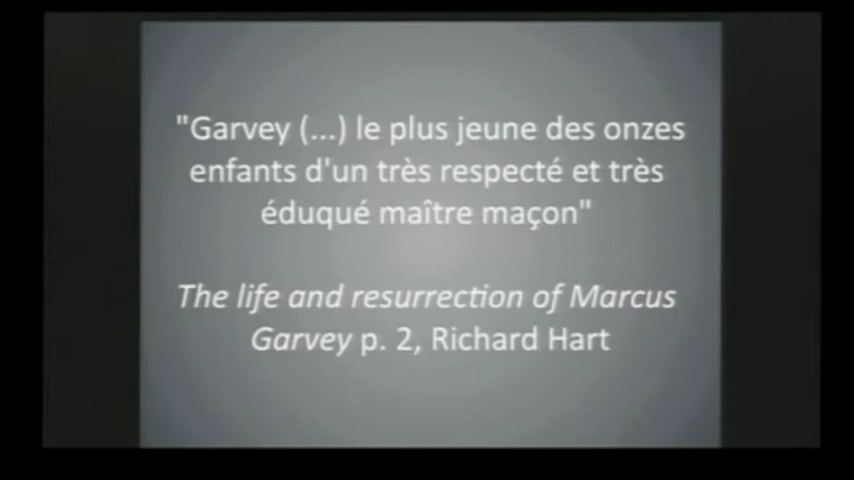 "Garvey (...) le plus jeune des onzes
enfants d'un très respecté et très
éduqué maître maçon"
The life and resurrection of Marcus
Garvey p. 2, Richard Hart